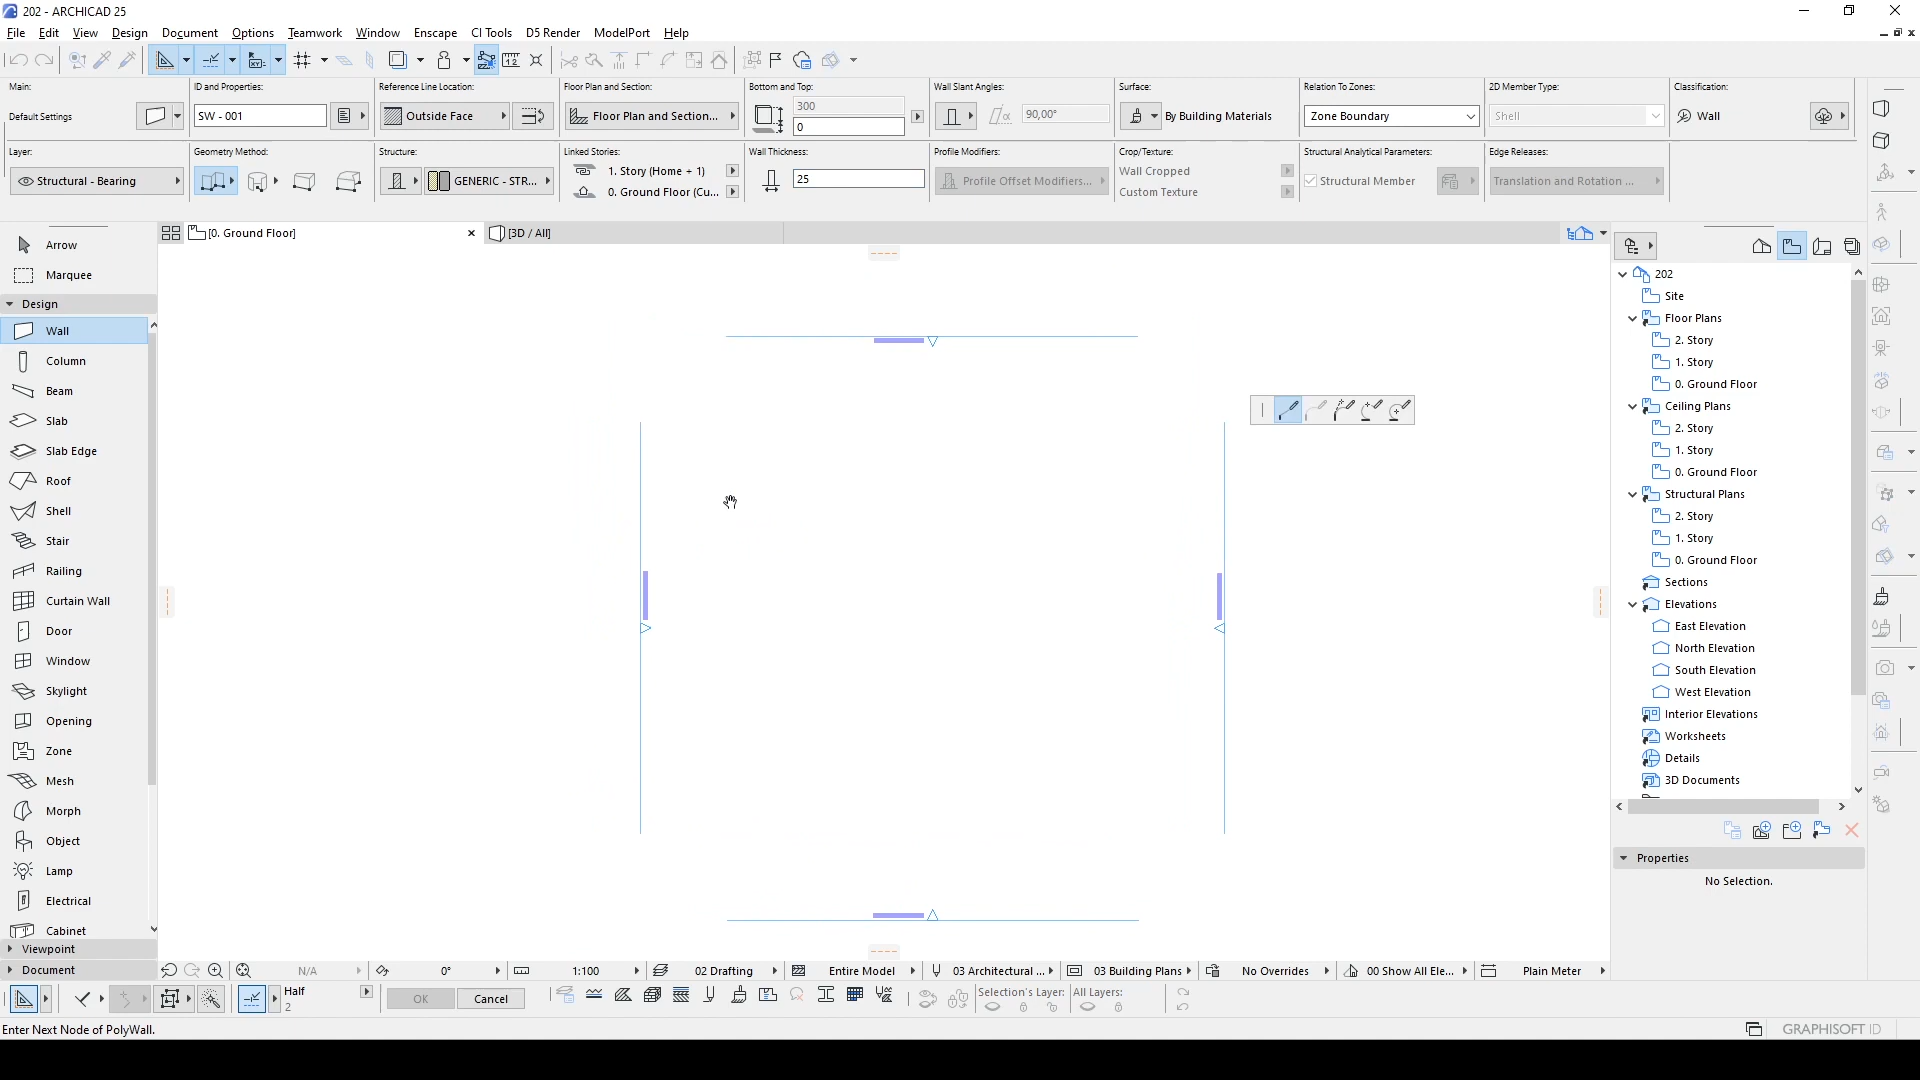 202 - ARCHICAD 25
File Edit View Design Document Options Teamwork Window Enscape CI Tools D5 Render ModelPort Help
Main: ID and Properties: Reference Line Location: Floor Plan and Section: Bottom and Top: Wall Slant Angles: Surface: Relation To Zones: 2D Member Type: Classification:
Default Settings SW - 001 Outside Face Floor Plan and Section... 300 90,00° By Building Materials Zone Boundary Shell Wall
0
Layer: Geometry Method: Structure: Linked Stories: Wall Thickness: Profile Modifiers: Crop/Texture: Structural Analytical Parameters: Edge Releases:
Structural - Bearing GENERIC - STR... 1. Story (Home + 1) 25 Profile Offset Modifiers... Wall Cropped Structural Member Translation and Rotation ...
0. Ground Floor (Cu... Custom Texture
[0. Ground Floor] [3D / All]
Arrow
Marquee
Design
Wall
Column
Beam
Slab
Slab Edge
Roof
Shell
Stair
Railing
Curtain Wall
Door
Window
Skylight
Opening
Zone
Mesh
Morph
Object
Lamp
Electrical
Cabinet
Viewpoint
Document
202
Site
Floor Plans
2. Story
1. Story
0. Ground Floor
Ceiling Plans
2. Story
1. Story
0. Ground Floor
Structural Plans
2. Story
1. Story
0. Ground Floor
Sections
Elevations
East Elevation
North Elevation
South Elevation
West Elevation
Interior Elevations
Worksheets
Details
3D Documents
Properties
No Selection.
N/A 0° 1:100 02 Drafting Entire Model 03 Architectural ... 03 Building Plans No Overrides 00 Show All Ele... Plain Meter
Half
2
OK Cancel Selection's Layer: All Layers:
Enter Next Node of PolyWall.
GRAPHISOFT ID